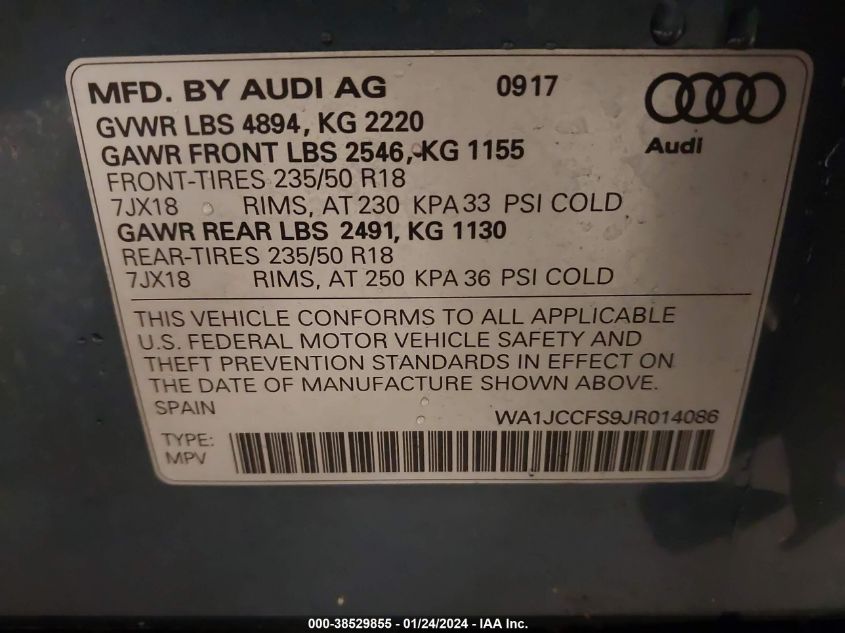 MFD. BY AUDI AG 0917
GVWR LBS 4894, KG 2220
GAWR FRONT LBS 2546, KG 1155
Audi
FRONT-TIRES 235/50 R18
7JX18 RIMS, AT 230 KPA 33 PSI COLD
GAWR REAR LBS 2491, KG 1130
REAR-TIRES 235/50 R18
7JX18 RIMS, AT 250 KPA 36 PSI COLD
THIS VEHICLE CONFORMS TO ALL APPLICABLE
U.S. FEDERAL MOTOR VEHICLE SAFETY AND
THEFT PREVENTION STANDARDS IN EFFECT ON
THE DATE OF MANUFACTURE SHOWN ABOVE.
SPAIN
WA1JCCFS9JR014086
TYPE:
MPV
000-38529855 - 01/24/2024 - IAA Inc.